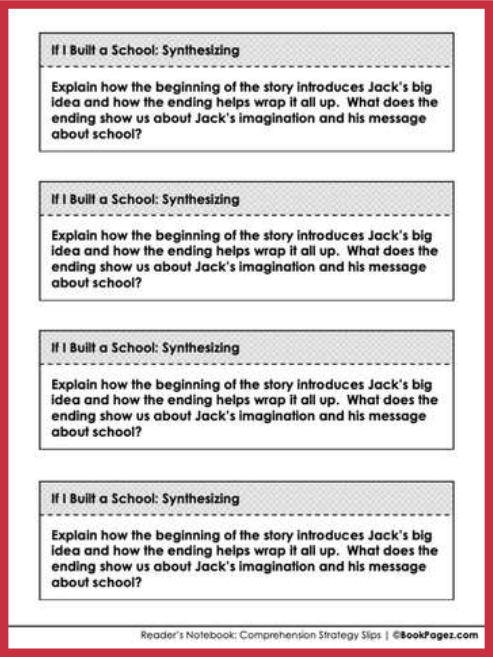 If I Built a School: Synthesizing
Explain how the beginning of the story introduces Jack's big
idea and how the ending helps wrap it all up.  What does the
ending show us about Jack's imagination and his message
about school?
If I Built a School: Synthesizing
Explain how the beginning of the story introduces Jack's big
idea and how the ending helps wrap it all up.  What does the
ending show us about Jack's imagination and his message
about school?
If I Built a School: Synthesizing
Explain how the beginning of the story introduces Jack's big
idea and how the ending helps wrap it all up.  What does the
ending show us about Jack's imagination and his message
about school?
If I Built a School: Synthesizing
Explain how the beginning of the story introduces Jack's big
idea and how the ending helps wrap it all up.  What does the
ending show us about Jack's imagination and his message
about school?
Reader's Notebook: Comprehension Strategy Slips | ©BookPagez.com